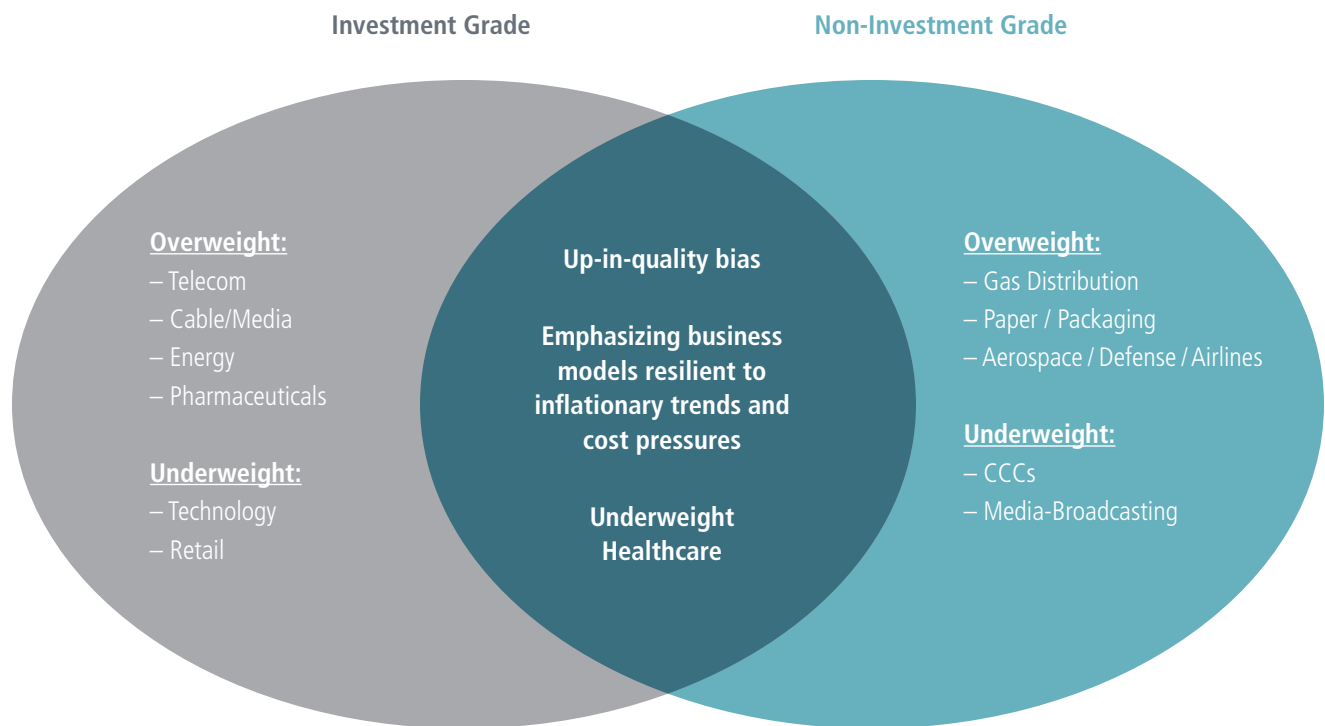 Investment Grade
Non-Investment Grade
Overweight:
– Telecom
– Cable/Media
– Energy
– Pharmaceuticals
Underweight:
– Technology
– Retail
Up-in-quality bias
Emphasizing business
models resilient to
inflationary trends and
cost pressures
Underweight
Healthcare
Overweight:
– Gas Distribution
– Paper / Packaging
– Aerospace / Defense / Airlines
Underweight:
– CCCs
– Media-Broadcasting